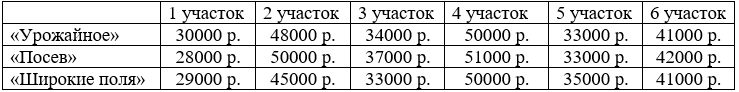 1 участок 2 участок 3 участок 4 участок 5 участок 6 участок
«Урожайное» 30000 р. 48000 р. 34000 р. 50000 р. 33000 р. 41000 р.
«Посев» 28000 р. 50000 р. 37000 р. 51000 р. 33000 р. 42000 р.
«Широкие поля» 29000 р. 45000 р. 33000 р. 50000 р. 35000 р. 41000 р.